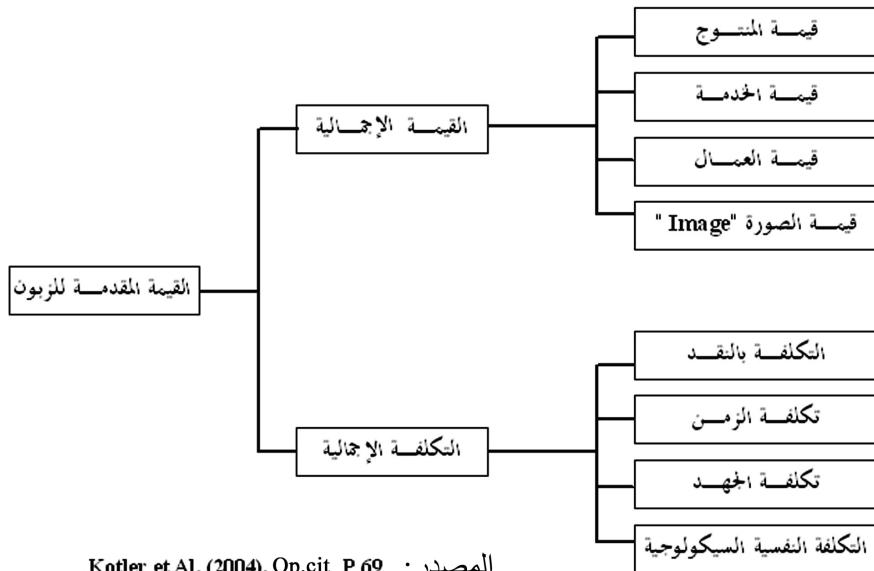 القيمة المقدمة للزبون
القيمة الإجمالية
قيمة المنتوج
قيمة الخدمة
قيمة العمال
قيمة الصورة "Image "
التكلفة الإجمالية
التكلفة بالنقد
تكلفة الزمن
تكلفة الجهد
التكلفة النفسية السيكولوجية
المصدر : Kotler et Al. (2004), Op.cit, P 69